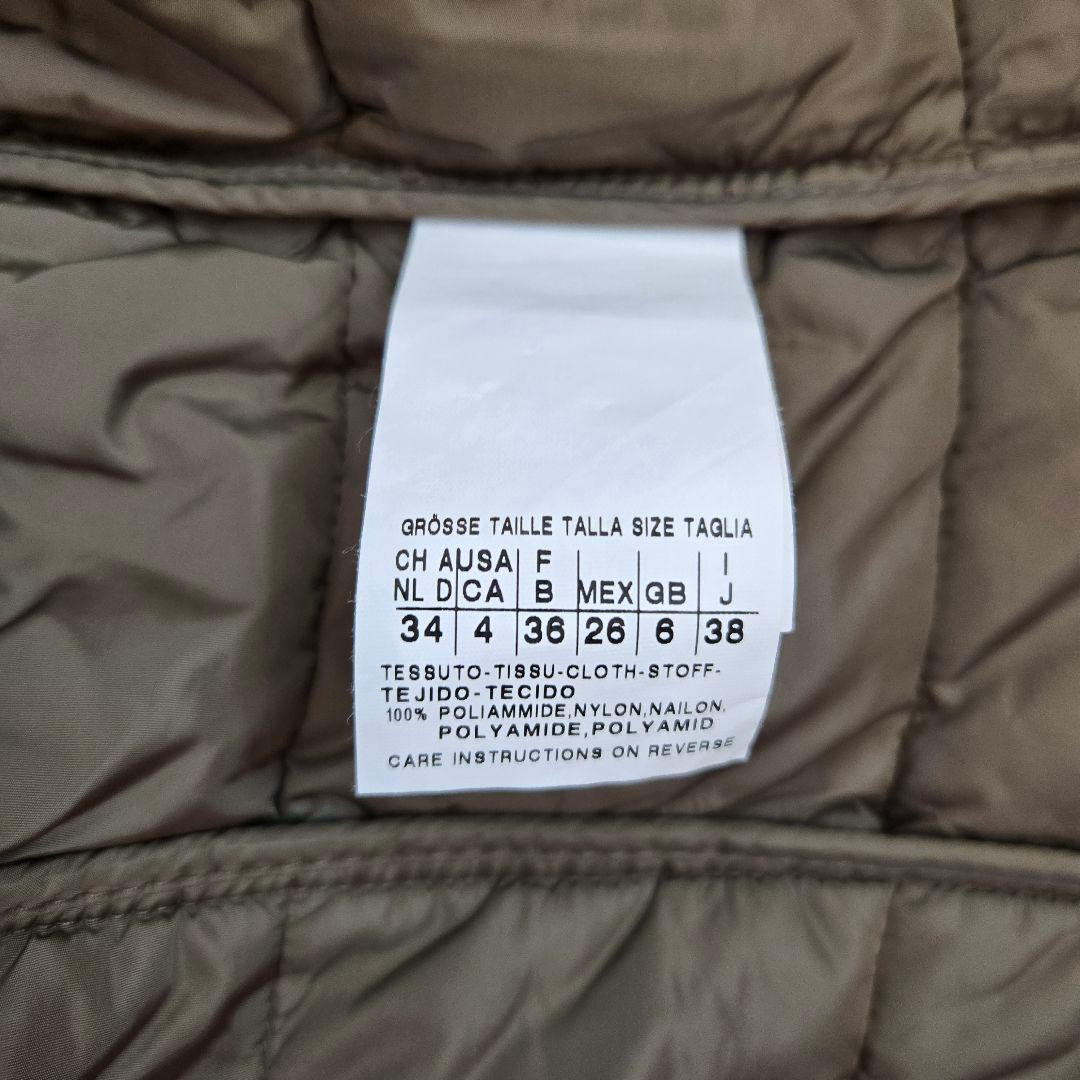 GRÖSSE TAILLE TALLA SIZE TAGLIA
CH A USA F I
NL D CA B MEX GB J
34 4 36 26 6 38
TESSUTO-TISSU-CLOTH-STOFF-
TEJIDO-TECIDO
100% POLIAMMIDE,NYLON,NAILON,
POLYAMIDE,POLYAMID
CARE INSTRUCTIONS ON REVERSE